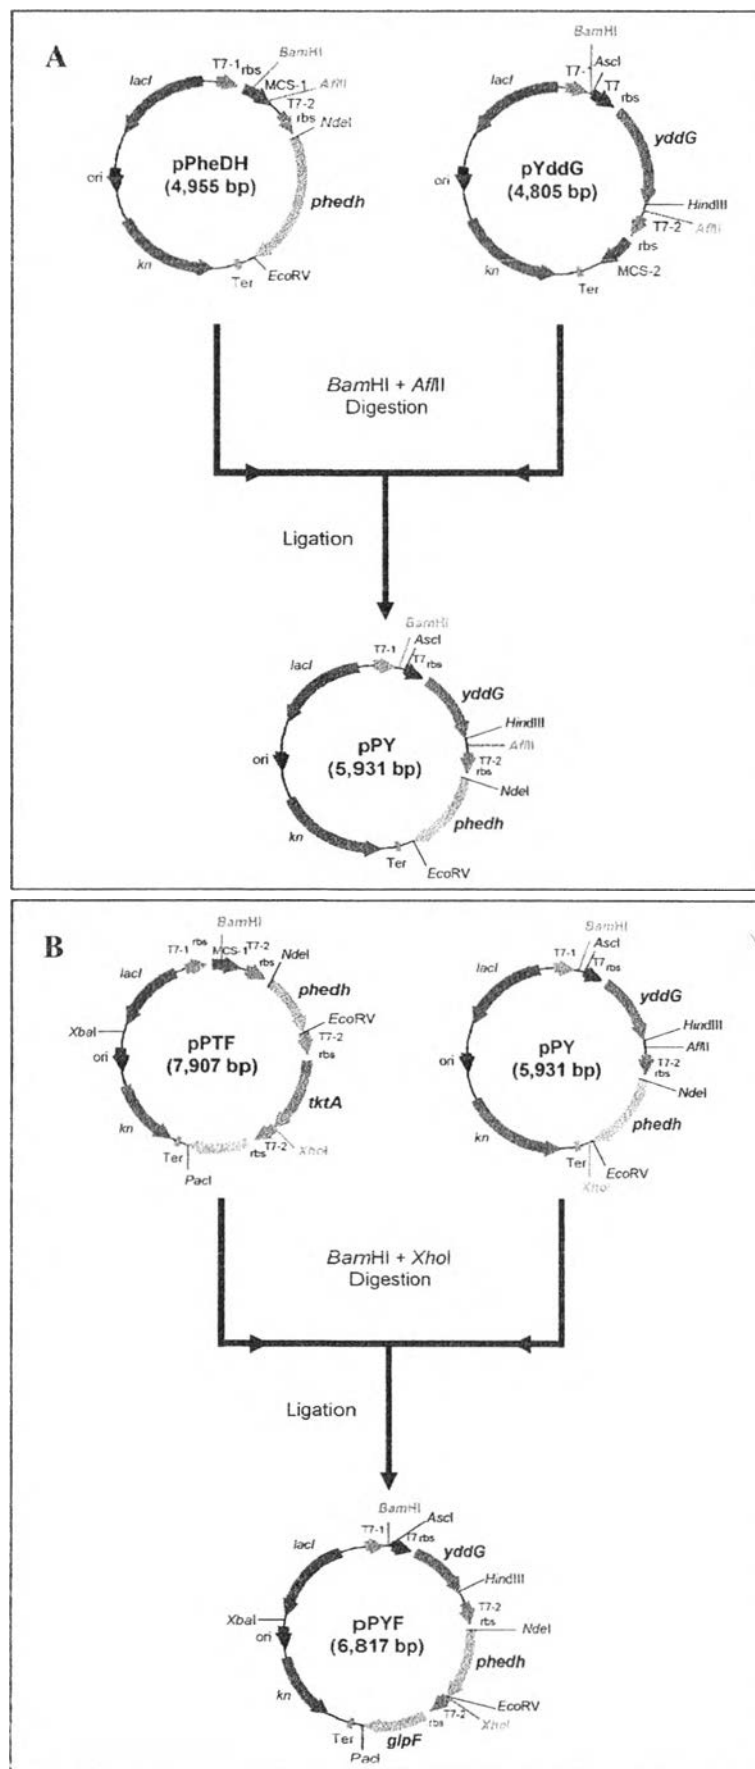 A
BamHI
T7-1 rbs
MCS-1
AflII
lacI
T7-2
rbs
NdeI
pPheDH
(4,955 bp)
ori
phedh
kn
Ter
EcoRV
BamHI
AscI
T7-1
T7
rbs
lacI
yddG
pYddG
(4,805 bp)
ori
HindIII
AflII
T7-2
rbs
MCS-2
kn
Ter
BamHI + AflII
Digestion
Ligation
BamHI
AscI
T7-1
T7 rbs
lacI
yddG
HindIII
AflII
pPY
(5,931 bp)
ori
T7-2
rbs
NdeI
kn
phedh
Ter
EcoRV
B
BamHI
T7-1 rbs
MCS-1 T7-2
rbs
NdeI
lacI
phedh
XbaI
EcoRV
ori
pPTF
(7,907 bp)
T7-2
rbs
tktA
kn
XhoI
Ter
rbs T7-2
PacI
BamHI
AscI
T7-1
T7 rbs
lacI
yddG
HindIII
AflII
pPY
(5,931 bp)
ori
T7-2
rbs
NdeI
kn
phedh
Ter
EcoRV
XhoI
BamHI + XhoI
Digestion
Ligation
BamHI
AscI
T7-1
T7 rbs
lacI
yddG
HindIII
XbaI
ori
pPYF
(6,817 bp)
T7-2
rbs
NdeI
phedh
kn
EcoRV
XhoI
T7-2
rbs
Ter
glpF
PacI